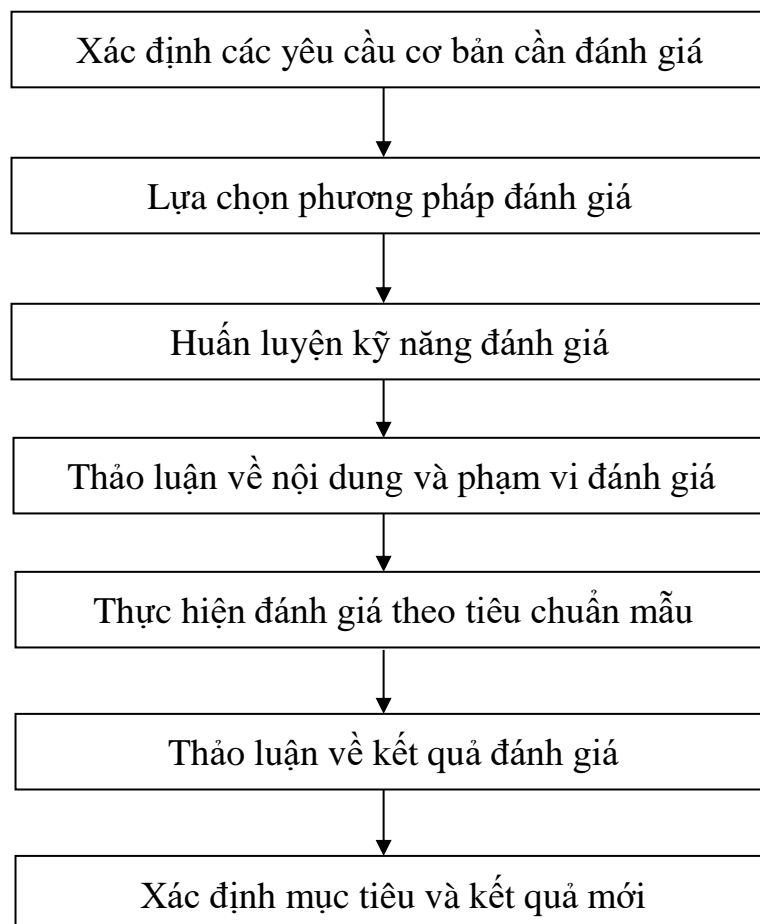 Xác định các yêu cầu cơ bản cần đánh giá
Lựa chọn phương pháp đánh giá
Huấn luyện kỹ năng đánh giá
Thảo luận về nội dung và phạm vi đánh giá
Thực hiện đánh giá theo tiêu chuẩn mẫu
Thảo luận về kết quả đánh giá
Xác định mục tiêu và kết quả mới